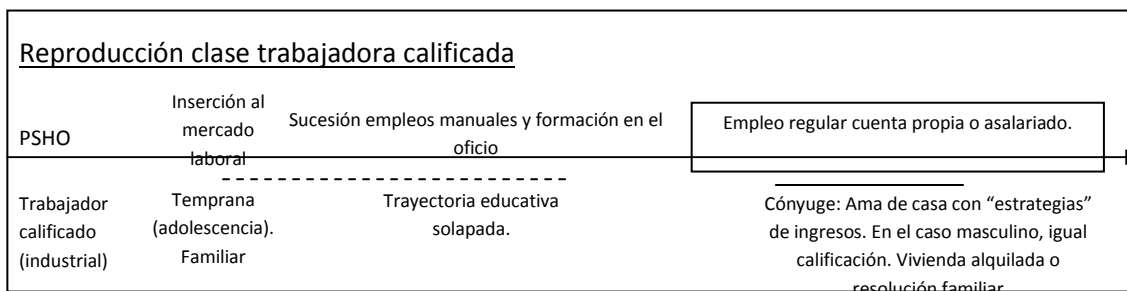 Reproducción clase trabajadora calificada
PSHO
Inserción al
mercado
laboral
Sucesión empleos manuales y formación en el
oficio
Empleo regular cuenta propia o asalariado.
Trabajador
calificado
(industrial)
Temprana
(adolescencia).
Familiar
Trayectoria educativa
solapada.
Cónyuge: Ama de casa con “estrategias”
de ingresos. En el caso masculino, igual
calificación. Vivienda alquilada o
resolución familiar